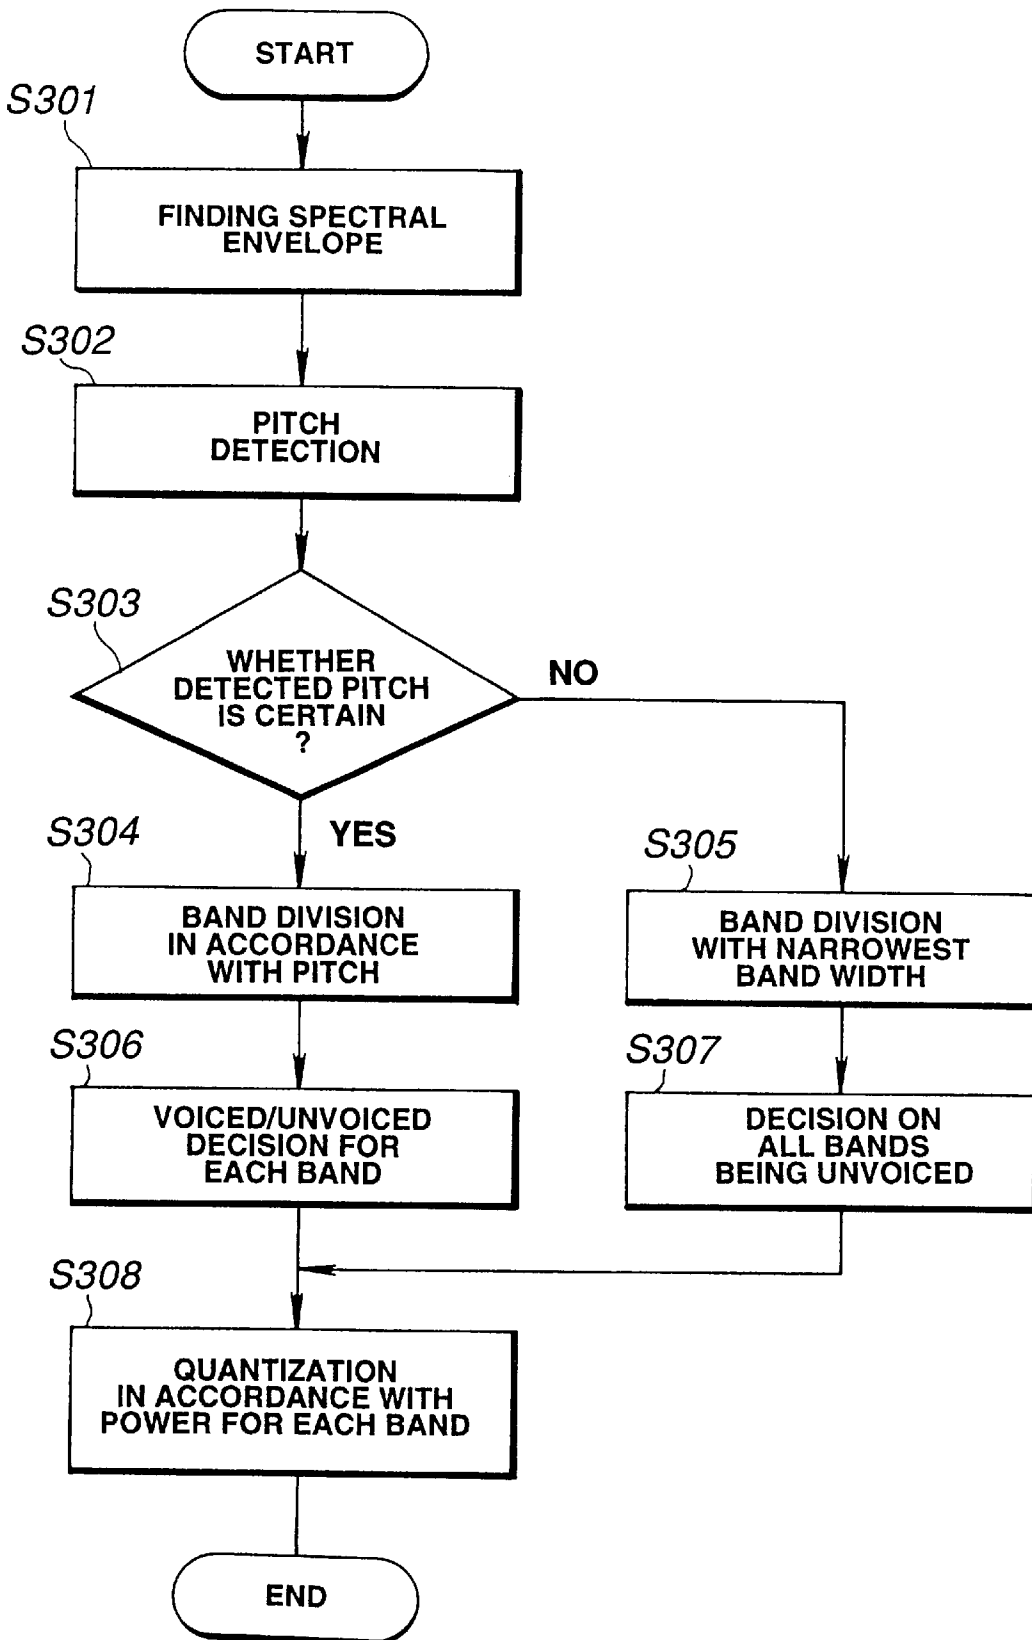 START
S301
FINDING SPECTRAL
ENVELOPE
S302
PITCH
DETECTION
S303
WHETHER
DETECTED PITCH
IS CERTAIN
?
NO
YES
S304
BAND DIVISION
IN ACCORDANCE
WITH PITCH
S305
BAND DIVISION
WITH NARROWEST
BAND WIDTH
S306
VOICED/UNVOICED
DECISION FOR
EACH BAND
S307
DECISION ON
ALL BANDS
BEING UNVOICED
S308
QUANTIZATION
IN ACCORDANCE WITH
POWER FOR EACH BAND
END